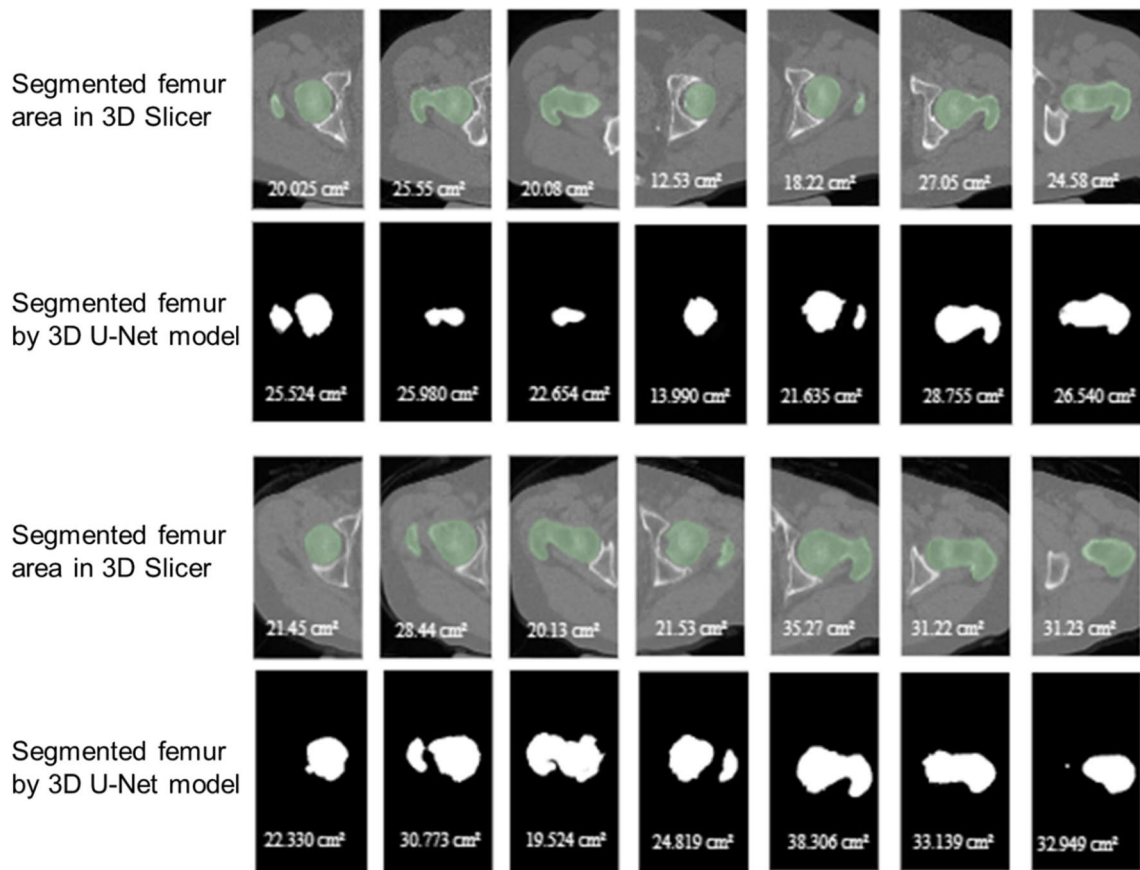 Segmented femur
area in 3D Slicer
20.025 cm² 25.55 cm² 20.08 cm² 12.53 cm² 18.22 cm² 27.05 cm² 24.58 cm²
Segmented femur
by 3D U-Net model
25.524 cm² 25.980 cm² 22.654 cm² 13.990 cm² 21.635 cm² 28.755 cm² 26.540 cm²
Segmented femur
area in 3D Slicer
21.45 cm² 28.44 cm² 20.13 cm² 21.53 cm² 35.27 cm² 31.22 cm² 31.23 cm²
Segmented femur
by 3D U-Net model
22.330 cm² 30.773 cm² 19.524 cm² 24.819 cm² 38.306 cm² 33.139 cm² 32.949 cm²